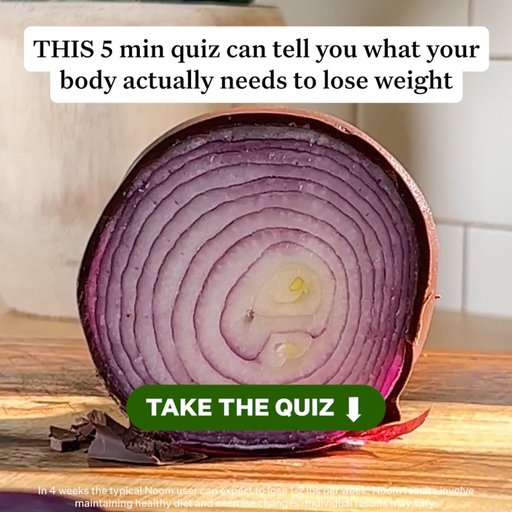 THIS 5 min quiz can tell you what your
body actually needs to lose weight
TAKE THE QUIZ
In 4 weeks the typical Noom user can expect to lose 1-2 lbs per week. Noom results involve
maintaining healthy diet and exercise changes. Individual results may vary.